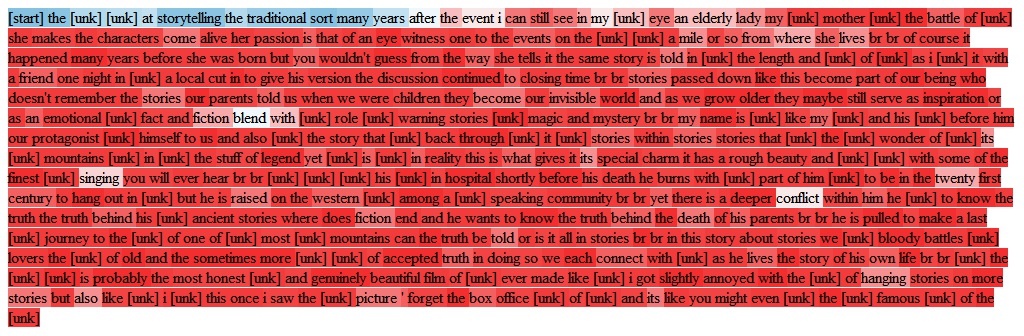 [start] the [unk] [unk] at storytelling the traditional sort many years after the event i can still see in my [unk] eye an elderly lady my [unk] mother [unk] the battle of [unk]
she makes the characters come alive her passion is that of an eye witness one to the events on the [unk] [unk] a mile or so from where she lives br br of course it
happened many years before she was born but you wouldn't guess from the way she tells it the same story is told in [unk] the length and [unk] of [unk] as i [unk] it with
a friend one night in [unk] a local cut in to give his version the discussion continued to closing time br br stories passed down like this become part of our being who
doesn't remember the stories our parents told us when we were children they become our invisible world and as we grow older they maybe still serve as inspiration or
as an emotional [unk] fact and fiction blend with [unk] role [unk] warning stories [unk] magic and mystery br br my name is [unk] like my [unk] and his [unk] before him
our protagonist [unk] himself to us and also [unk] the story that [unk] back through [unk] it [unk] stories within stories stories that [unk] the [unk] wonder of [unk] its
[unk] mountains [unk] in [unk] the stuff of legend yet [unk] is [unk] in reality this is what gives it its special charm it has a rough beauty and [unk] [unk] with some of the
finest [unk] singing you will ever hear br br [unk] [unk] [unk] his [unk] in hospital shortly before his death he burns with [unk] part of him [unk] to be in the twenty first
century to hang out in [unk] but he is raised on the western [unk] among a [unk] speaking community br br yet there is a deeper conflict within him he [unk] to know the
truth the truth behind his [unk] ancient stories where does fiction end and he wants to know the truth behind the death of his parents br br he is pulled to make a last
[unk] journey to the [unk] of one of [unk] most [unk] mountains can the truth be told or is it all in stories br br in this story about stories we [unk] bloody battles [unk]
lovers the [unk] of old and the sometimes more [unk] [unk] of accepted truth in doing so we each connect with [unk] as he lives the story of his own life br br [unk] the
[unk] [unk] is probably the most honest [unk] and genuinely beautiful film of [unk] ever made like [unk] i got slightly annoyed with the [unk] of hanging stories on more
stories but also like [unk] i [unk] this once i saw the [unk] picture ' forget the box office [unk] of [unk] and its like you might even [unk] the [unk] famous [unk] of the
[unk]